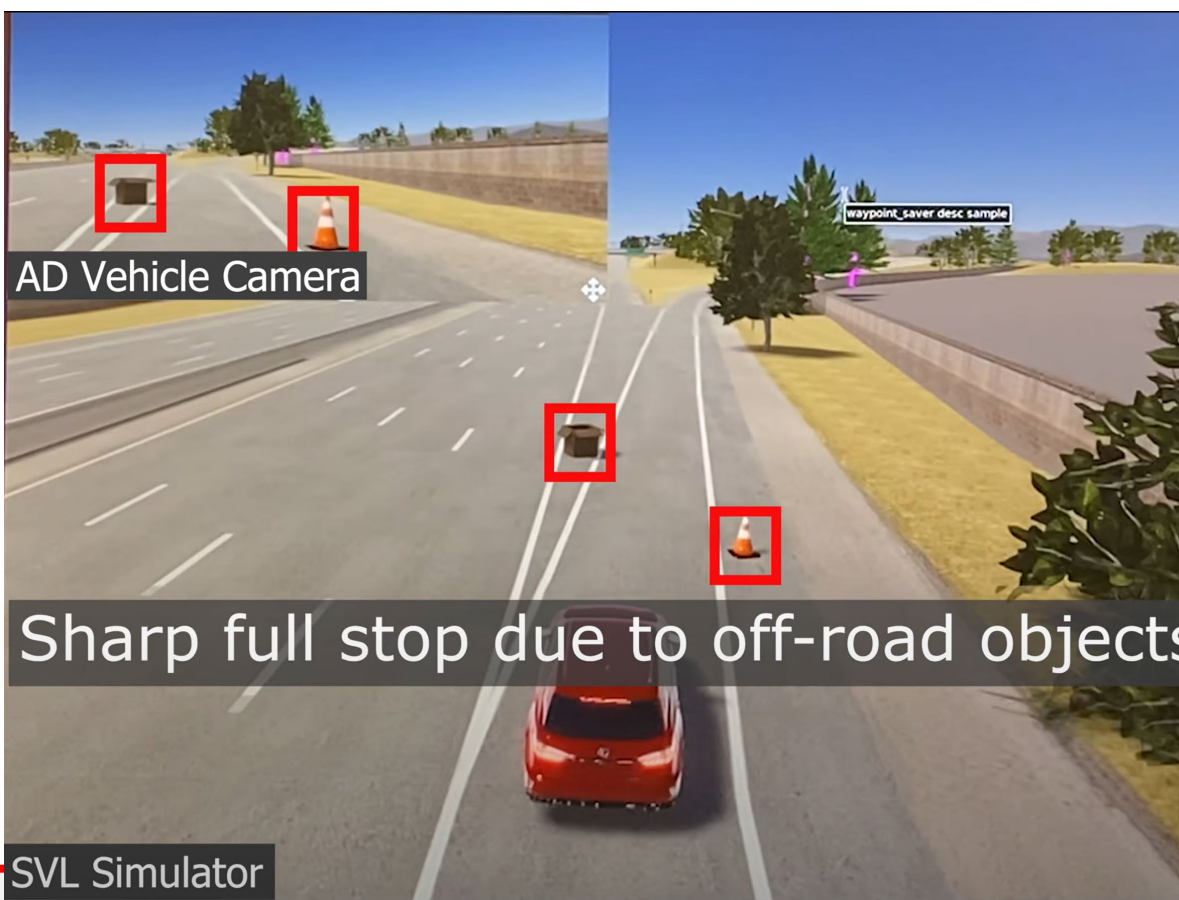 waypoint_saver desc sample
AD Vehicle Camera
Sharp full stop due to off-road objects
SVL Simulator